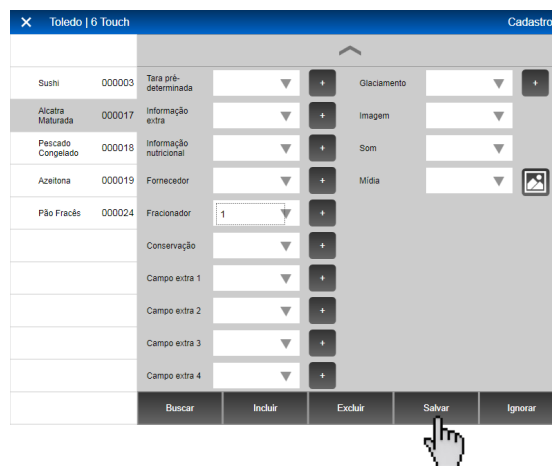 ✕ Toledo | 6 Touch Cadastro
Sushi 000003 Tara pré-determinada + Glaciamento +
Alcatra Maturada 000017 Informação extra + Imagem
Pescado Congelado 000018 Informação nutricional + Som
Azeitona 000019 Fornecedor + Mídia
Pão Fracês 000024 Fracionador 1 +
Conservação +
Campo extra 1 +
Campo extra 2 +
Campo extra 3 +
Campo extra 4 +
Buscar Incluir Excluir Salvar Ignorar